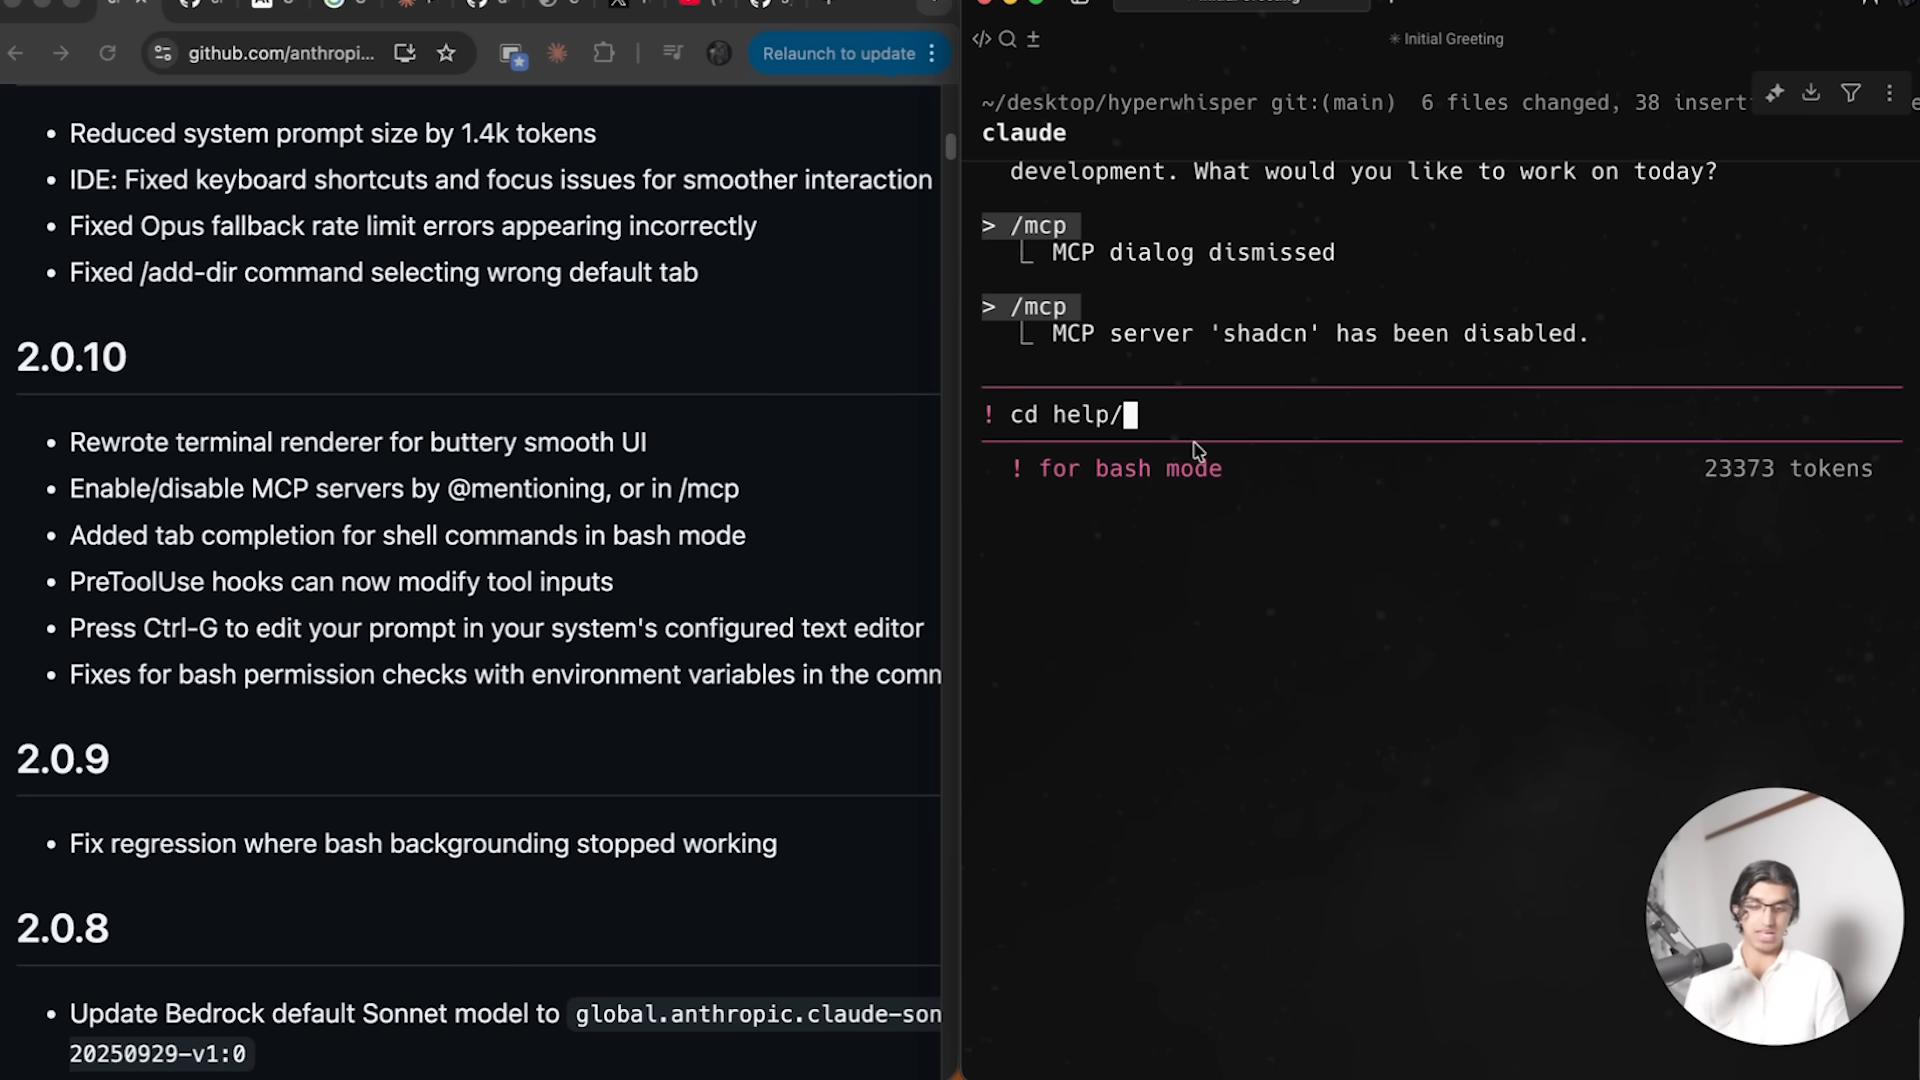 github.com/anthropi...
Relaunch to update
• Reduced system prompt size by 1.4k tokens
• IDE: Fixed keyboard shortcuts and focus issues for smoother interaction
• Fixed Opus fallback rate limit errors appearing incorrectly
• Fixed /add-dir command selecting wrong default tab
2.0.10
• Rewrote terminal renderer for buttery smooth UI
• Enable/disable MCP servers by @mentioning, or in /mcp
• Added tab completion for shell commands in bash mode
• PreToolUse hooks can now modify tool inputs
• Press Ctrl-G to edit your prompt in your system's configured text editor
• Fixes for bash permission checks with environment variables in the comm
2.0.9
• Fix regression where bash backgrounding stopped working
2.0.8
• Update Bedrock default Sonnet model to global.anthropic.claude-son
20250929-v1:0
✳ Initial Greeting
~/desktop/hyperwhisper git:(main) 6 files changed, 38 insert
claude
development. What would you like to work on today?
> /mcp
⎿ MCP dialog dismissed
> /mcp
⎿ MCP server 'shadcn' has been disabled.
! cd help/
! for bash mode
23373 tokens